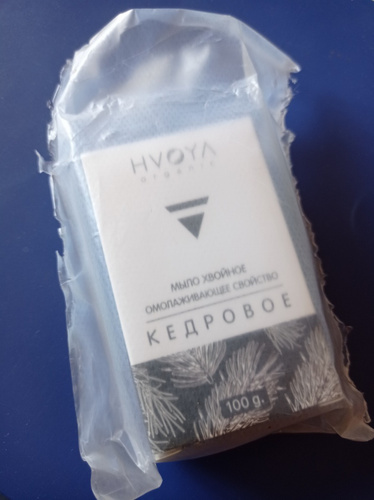 HVOYA
organic
МЫЛО ХВОЙНОЕ
ОМОЛАЖИВАЮЩЕЕ СВОЙСТВО
КЕДРОВОЕ
100 g.